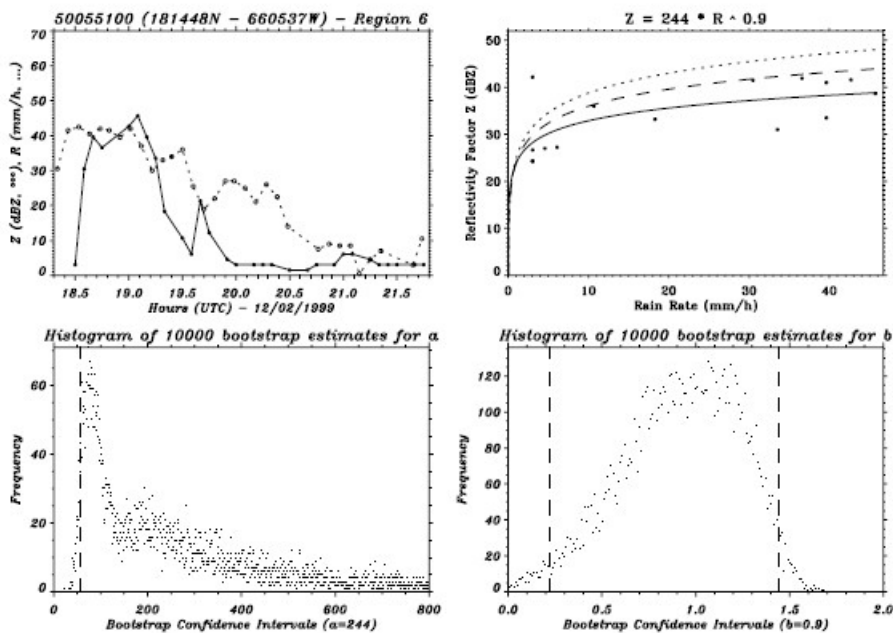 50055100 (181448N - 660537W) - Region 6
Z (dBZ, ooo), R (mm/h, ...)
70
60
50
40
30
20
10
0
18.5 19.0 19.5 20.0 20.5 21.0 21.5
Hours (UTC) - 12/02/1999
Z = 244 * R ^ 0.9
Reflectivity Factor Z (dBZ)
50
40
30
20
10
0
0 10 20 30 40
Rain Rate (mm/h)
Histogram of 10000 bootstrap estimates for a
Frequency
60
40
20
0
0 200 400 600 800
Bootstrap Confidence Intervals (a=244)
Histogram of 10000 bootstrap estimates for b
Frequency
120
100
80
60
40
20
0
0.0 0.5 1.0 1.5 2.0
Bootstrap Confidence Intervals (b=0.9)